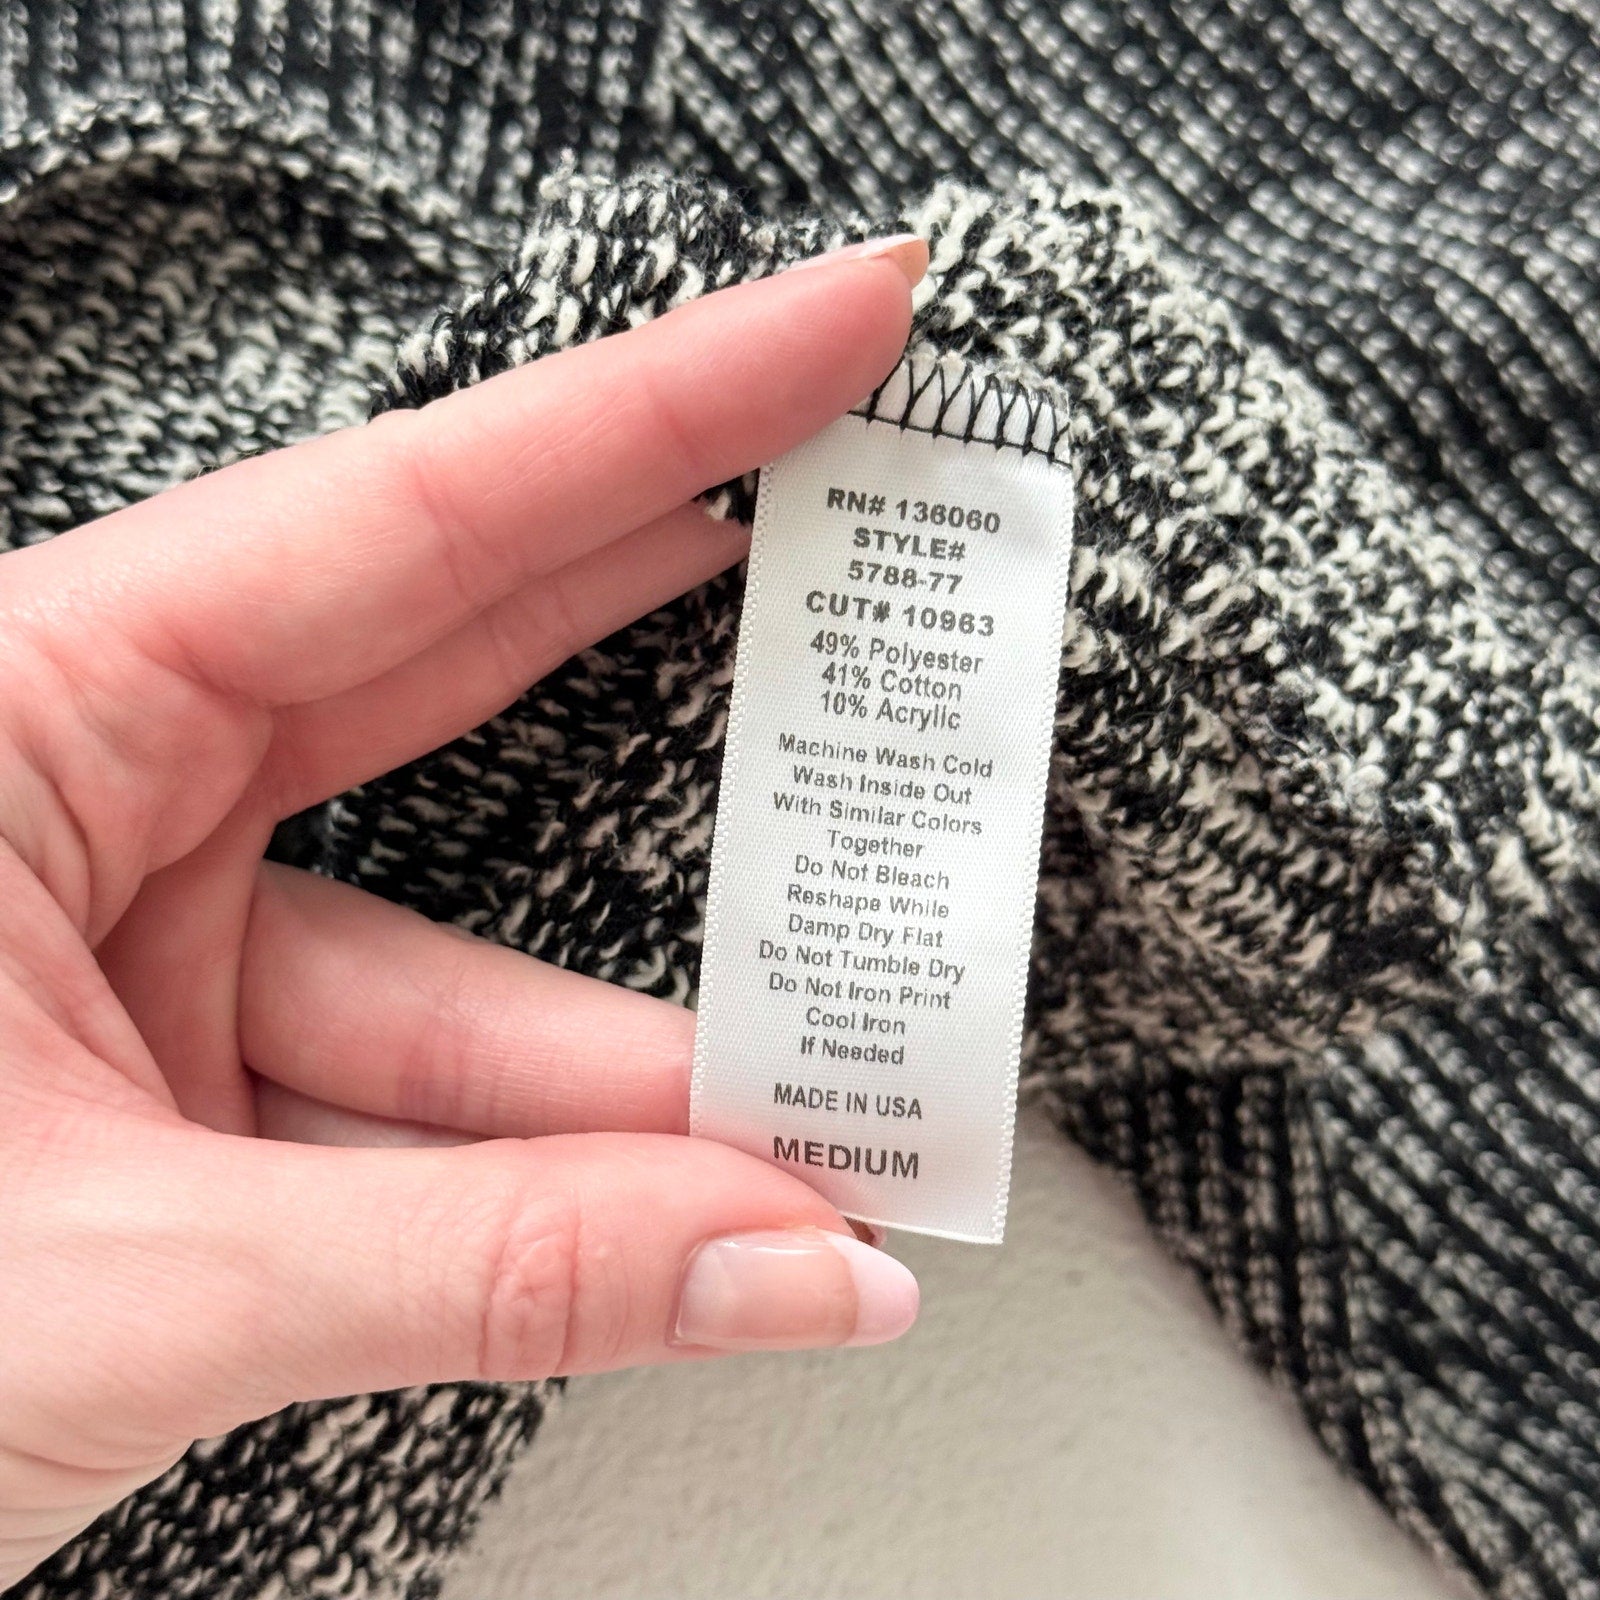 RN# 136060
STYLE#
5788-77
CUT# 10963
49% Polyester
41% Cotton
10% Acrylic
Machine Wash Cold
Wash Inside Out
With Similar Colors
Together
Do Not Bleach
Reshape While
Damp Dry Flat
Do Not Tumble Dry
Do Not Iron Print
Cool Iron
If Needed
MADE IN USA
MEDIUM